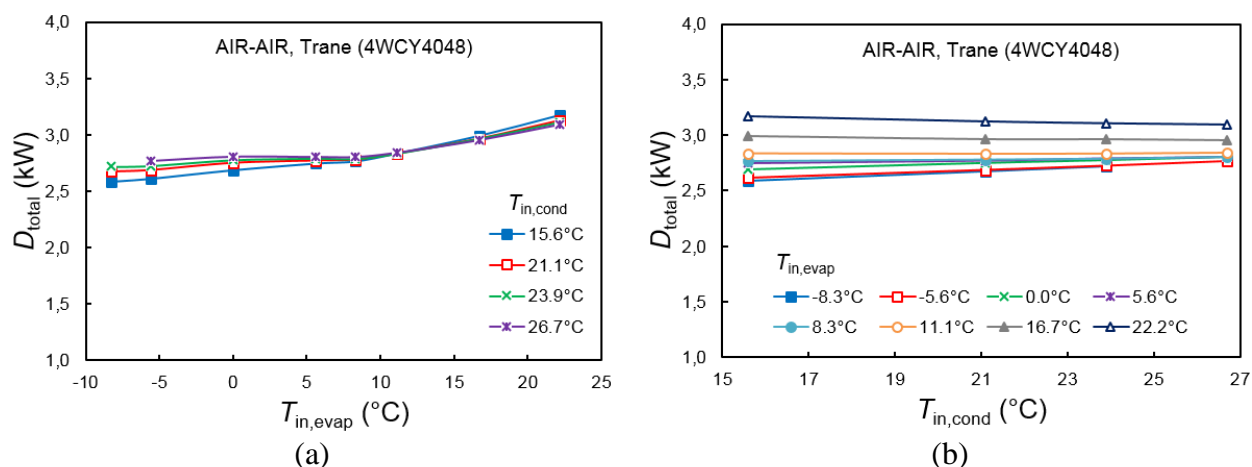 AIR-AIR, Trane (4WCY4048)
D_total (kW)
4,0
3,5
3,0
2,5
2,0
1,5
1,0
T_in,cond
15.6°C
21.1°C
23.9°C
26.7°C
-10 -5 0 5 10 15 20 25
T_in,evap (°C)
(a)
AIR-AIR, Trane (4WCY4048)
D_total (kW)
4,0
3,5
3,0
2,5
2,0
1,5
1,0
T_in,evap
-8.3°C -5.6°C 0.0°C 5.6°C
8.3°C 11.1°C 16.7°C 22.2°C
15 17 19 21 23 25 27
T_in,cond (°C)
(b)